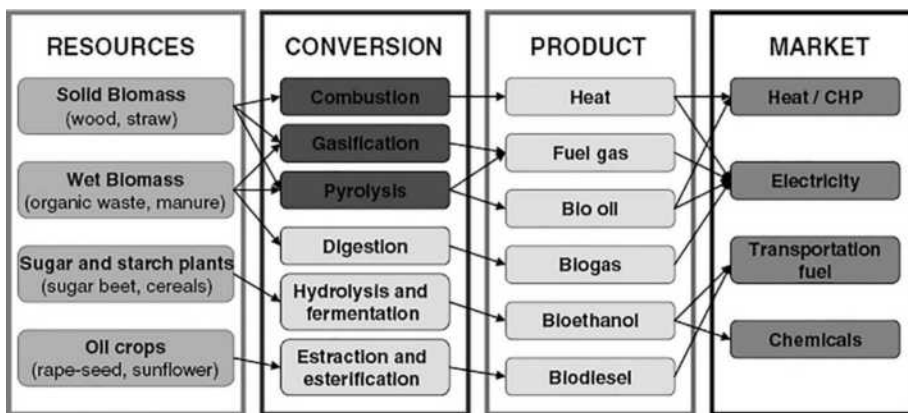 RESOURCES
Solid Biomass
(wood, straw)
Wet Biomass
(organic waste, manure)
Sugar and starch plants
(sugar beet, cereals)
Oil crops
(rape-seed, sunflower)
CONVERSION
Combustion
Gasification
Pyrolysis
Digestion
Hydrolysis and
fermentation
Estraction and
esterification
PRODUCT
Heat
Fuel gas
Bio oil
Biogas
Bioethanol
Biodiesel
MARKET
Heat / CHP
Electricity
Transportation
fuel
Chemicals